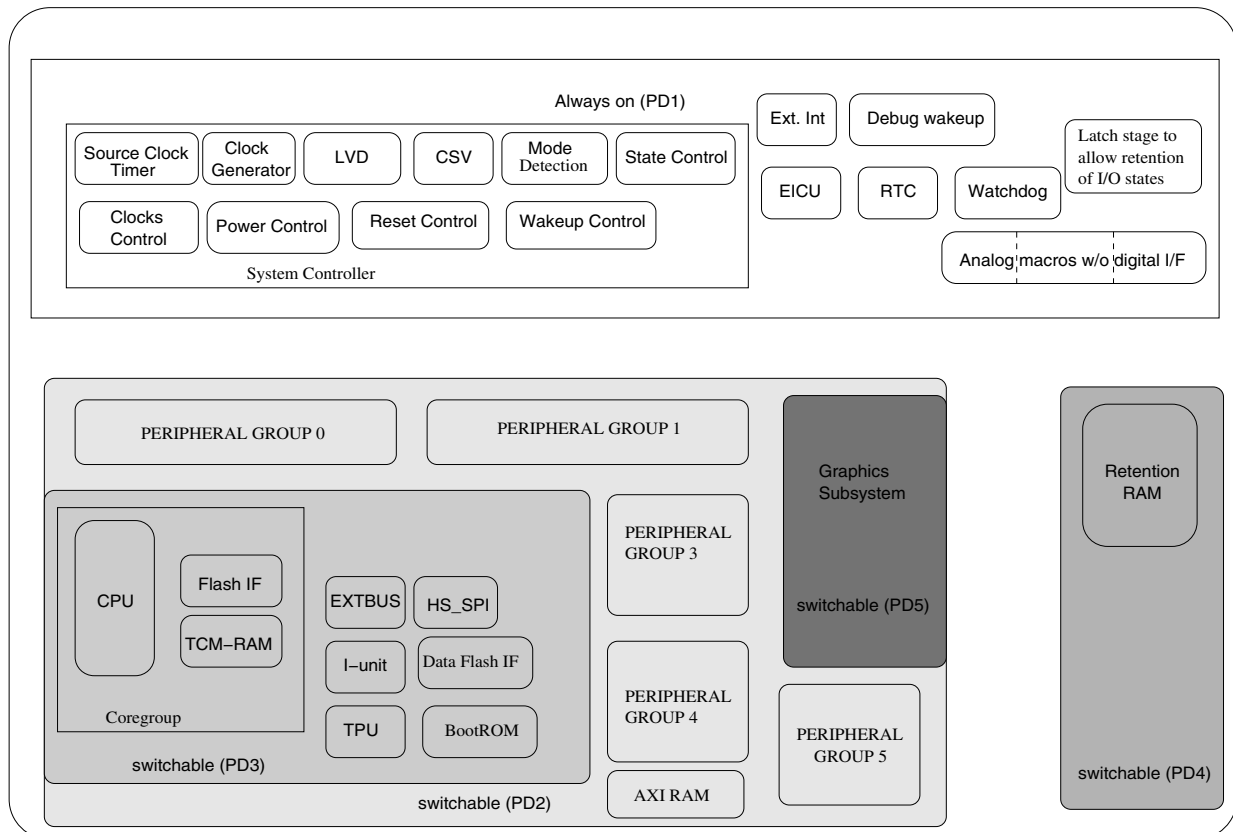 Always on (PD1)
Ext. Int
Debug wakeup
Latch stage to
allow retention
of I/O states
Source Clock
Timer
Clock
Generator
LVD
CSV
Mode
Detection
State Control
EICU
RTC
Watchdog
Clocks
Control
Power Control
Reset Control
Wakeup Control
System Controller
Analog macros w/o digital I/F
PERIPHERAL GROUP 0
PERIPHERAL GROUP 1
Graphics
Subsystem
switchable (PD5)
Retention
RAM
switchable (PD4)
CPU
Flash IF
TCM-RAM
Coregroup
EXTBUS
HS_SPI
I-unit
Data Flash IF
TPU
BootROM
switchable (PD3)
PERIPHERAL
GROUP 3
PERIPHERAL
GROUP 4
PERIPHERAL
GROUP 5
AXI RAM
switchable (PD2)